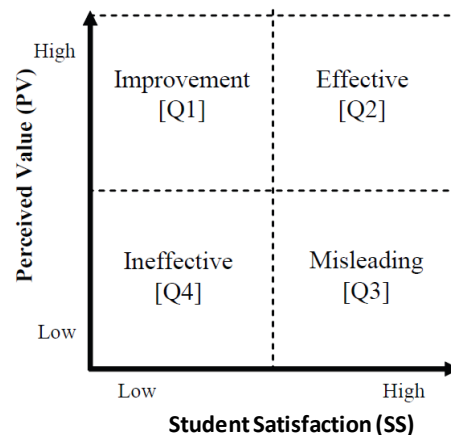 Perceived Value (PV)
High
Low
Improvement
[Q1]
Effective
[Q2]
Ineffective
[Q4]
Misleading
[Q3]
Low
High
Student Satisfaction (SS)